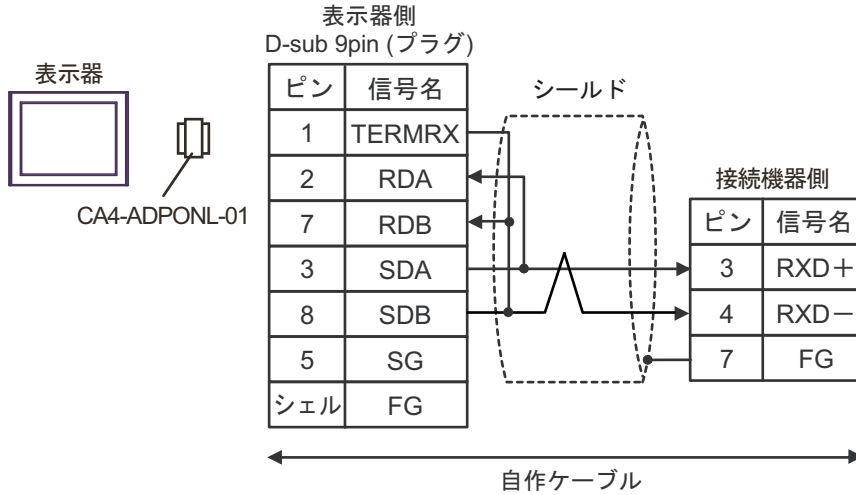 表示器側
D-sub 9pin (プラグ)
表示器
CA4-ADPONL-01
ピン 信号名
1 TERMRX
2 RDA
7 RDB
3 SDA
8 SDB
5 SG
シェル FG
シールド
接続機器側
ピン 信号名
3 RXD＋
4 RXD－
7 FG
自作ケーブル